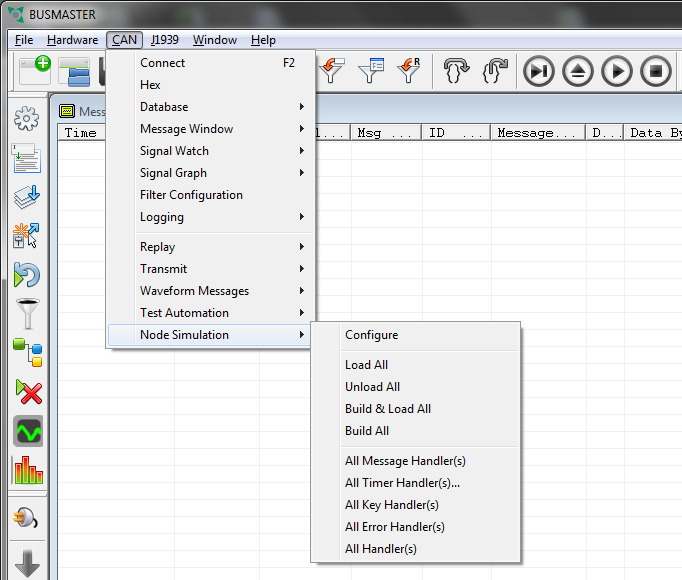 BUSMASTER
File Hardware CAN J1939 Window Help
Connect F2
Hex
Database
Message Window
Signal Watch
Signal Graph
Filter Configuration
Logging
Replay
Transmit
Waveform Messages
Test Automation
Node Simulation
R
Mess
Time l... Msg ... ID ... Message... D... Data By
Configure
Load All
Unload All
Build & Load All
Build All
All Message Handler(s)
All Timer Handler(s)...
All Key Handler(s)
All Error Handler(s)
All Handler(s)